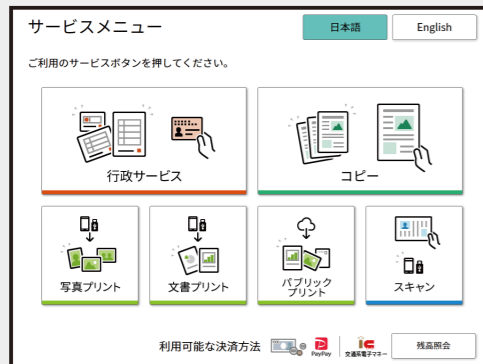 サービスメニュー
日本語
English
ご利用のサービスボタンを押してください。
行政サービス
コピー
写真プリント
文書プリント
パブリック
プリント
スキャン
利用可能な決済方法
PayPay
交通系電子マネー
残高照会